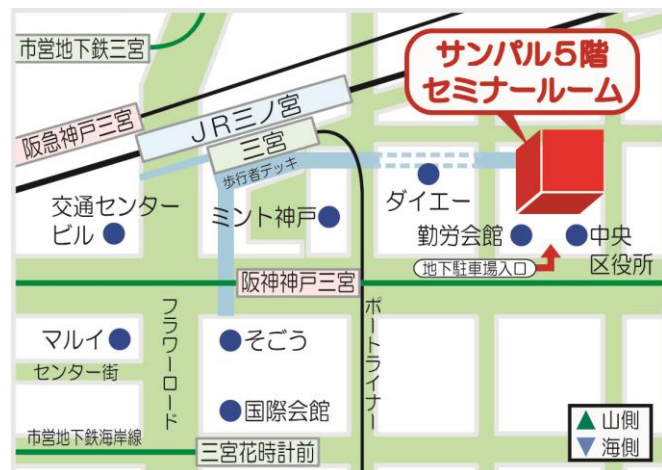 市営地下鉄三宮
サンパル5階
セミナールーム
阪急神戸三宮
JR三ノ宮
三宮
歩行者デッキ
交通センター
ビル
ミント神戸
ダイエー
勤労会館
中央
区役所
地下駐車場入口
阪神神戸三宮
フラワーロード
ポートライナー
マルイ
センター街
そごう
国際会館
市営地下鉄海岸線
三宮花時計前
▲山側
▼海側